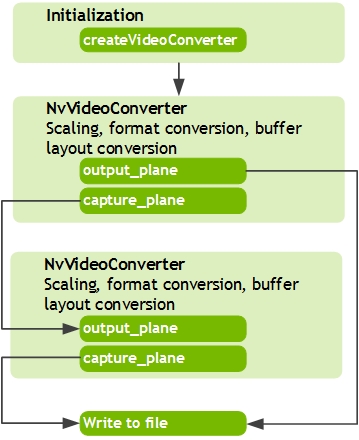 Initialization
createVideoConverter
NvVideoConverter
Scaling, format conversion, buffer
layout conversion
output_plane
capture_plane
NvVideoConverter
Scaling, format conversion, buffer
layout conversion
output_plane
capture_plane
Write to file